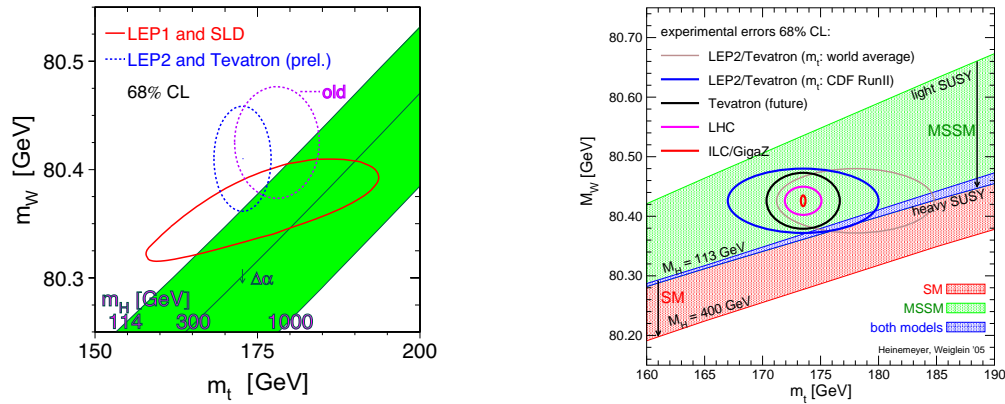 LEP1 and SLD
LEP2 and Tevatron (prel.)
68% CL
old
80.5
80.4
80.3
m_W [GeV]
Δα
m_H [GeV]
114 300 1000
150 175 200
m_t [GeV]
experimental errors 68% CL:
LEP2/Tevatron (m_t: world average)
LEP2/Tevatron (m_t: CDF RunII)
Tevatron (future)
LHC
ILC/GigaZ
light SUSY
MSSM
heavy SUSY
M_H = 113 GeV
SM
M_H = 400 GeV
SM
MSSM
both models
Heinemeyer, Weiglein '05
80.70
80.60
80.50
80.40
80.30
80.20
M_W [GeV]
160 165 170 175 180 185 190
m_t [GeV]